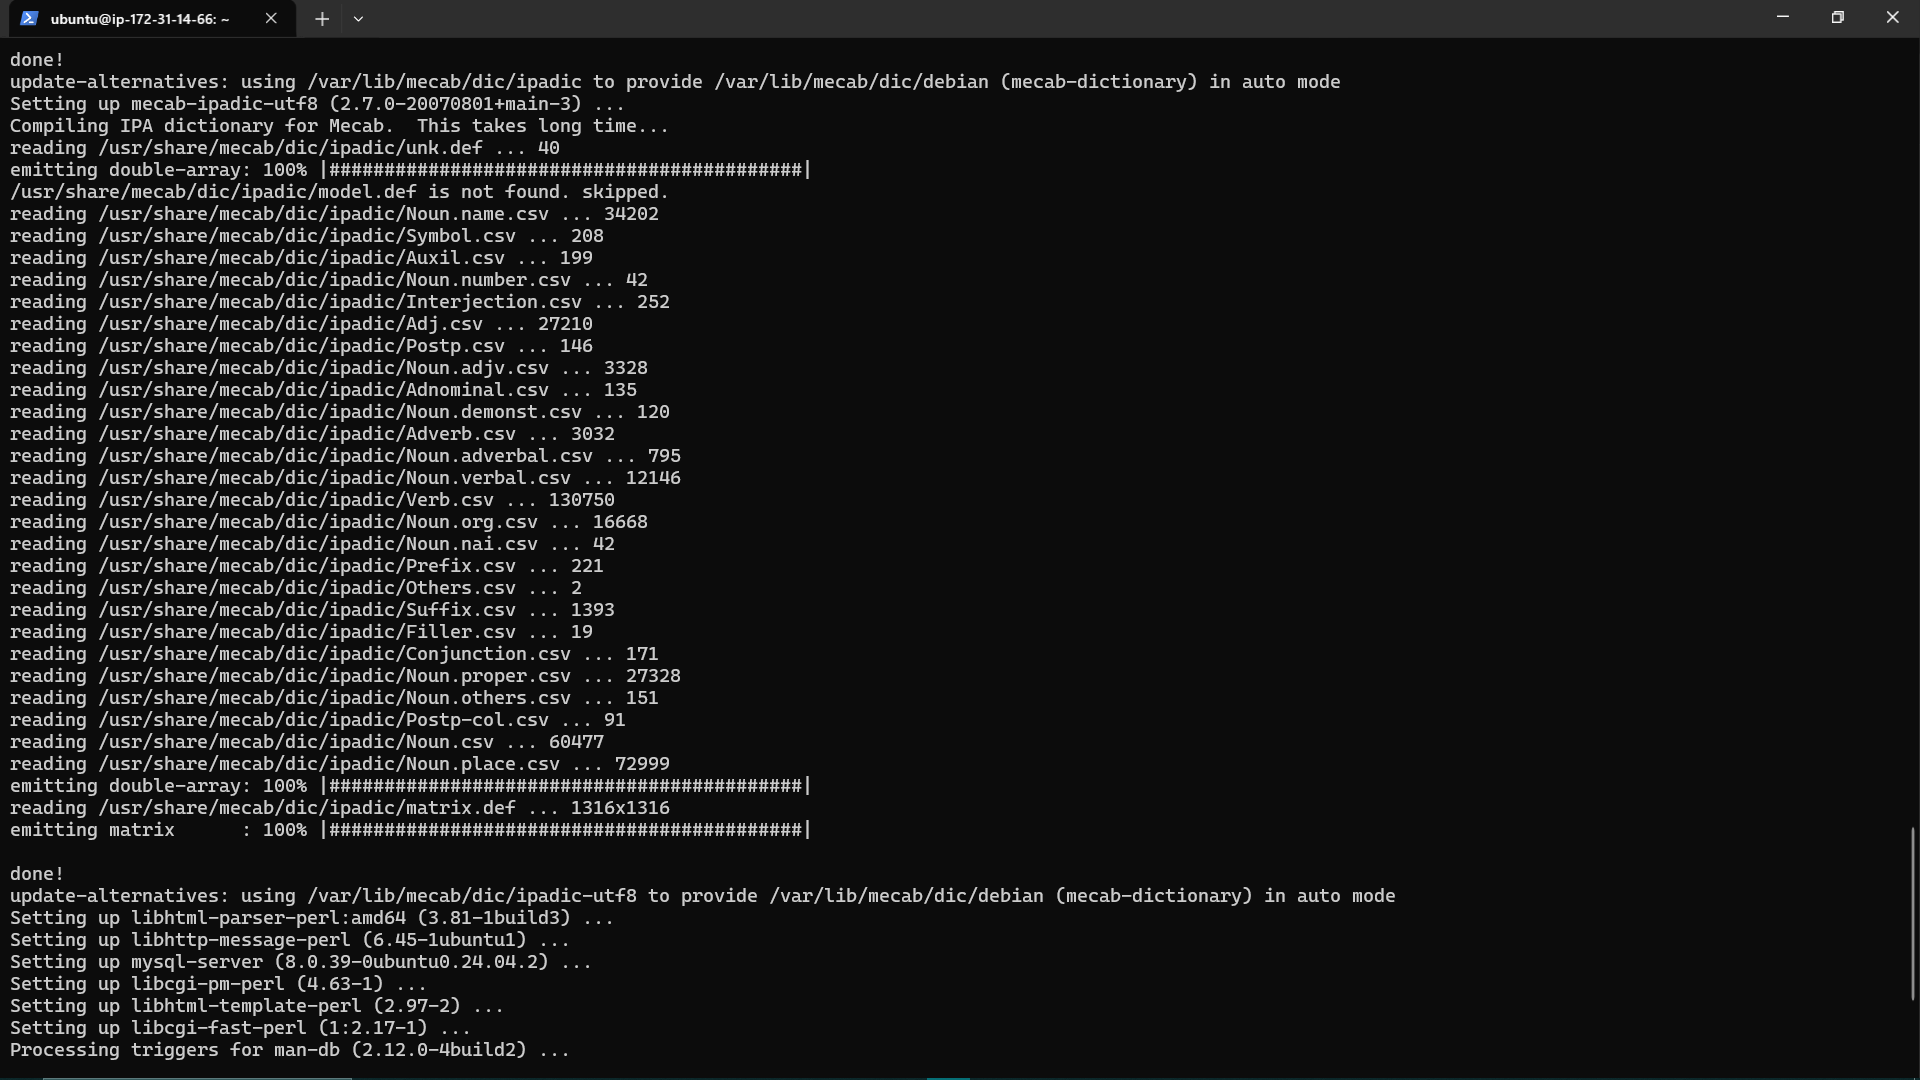 ubuntu@ip-172-31-14-66: ~
done!
update-alternatives: using /var/lib/mecab/dic/ipadic to provide /var/lib/mecab/dic/debian (mecab-dictionary) in auto mode
Setting up mecab-ipadic-utf8 (2.7.0-20070801+main-3) ...
Compiling IPA dictionary for Mecab.  This takes long time...
reading /usr/share/mecab/dic/ipadic/unk.def ... 40
emitting double-array: 100% |###########################################|
/usr/share/mecab/dic/ipadic/model.def is not found. skipped.
reading /usr/share/mecab/dic/ipadic/Noun.name.csv ... 34202
reading /usr/share/mecab/dic/ipadic/Symbol.csv ... 208
reading /usr/share/mecab/dic/ipadic/Auxil.csv ... 199
reading /usr/share/mecab/dic/ipadic/Noun.number.csv ... 42
reading /usr/share/mecab/dic/ipadic/Interjection.csv ... 252
reading /usr/share/mecab/dic/ipadic/Adj.csv ... 27210
reading /usr/share/mecab/dic/ipadic/Postp.csv ... 146
reading /usr/share/mecab/dic/ipadic/Noun.adjv.csv ... 3328
reading /usr/share/mecab/dic/ipadic/Adnominal.csv ... 135
reading /usr/share/mecab/dic/ipadic/Noun.demonst.csv ... 120
reading /usr/share/mecab/dic/ipadic/Adverb.csv ... 3032
reading /usr/share/mecab/dic/ipadic/Noun.adverbal.csv ... 795
reading /usr/share/mecab/dic/ipadic/Noun.verbal.csv ... 12146
reading /usr/share/mecab/dic/ipadic/Verb.csv ... 130750
reading /usr/share/mecab/dic/ipadic/Noun.org.csv ... 16668
reading /usr/share/mecab/dic/ipadic/Noun.nai.csv ... 42
reading /usr/share/mecab/dic/ipadic/Prefix.csv ... 221
reading /usr/share/mecab/dic/ipadic/Others.csv ... 2
reading /usr/share/mecab/dic/ipadic/Suffix.csv ... 1393
reading /usr/share/mecab/dic/ipadic/Filler.csv ... 19
reading /usr/share/mecab/dic/ipadic/Conjunction.csv ... 171
reading /usr/share/mecab/dic/ipadic/Noun.proper.csv ... 27328
reading /usr/share/mecab/dic/ipadic/Noun.others.csv ... 151
reading /usr/share/mecab/dic/ipadic/Postp-col.csv ... 91
reading /usr/share/mecab/dic/ipadic/Noun.csv ... 60477
reading /usr/share/mecab/dic/ipadic/Noun.place.csv ... 72999
emitting double-array: 100% |###########################################|
reading /usr/share/mecab/dic/ipadic/matrix.def ... 1316x1316
emitting matrix      : 100% |###########################################|
done!
update-alternatives: using /var/lib/mecab/dic/ipadic-utf8 to provide /var/lib/mecab/dic/debian (mecab-dictionary) in auto mode
Setting up libhtml-parser-perl:amd64 (3.81-1build3) ...
Setting up libhttp-message-perl (6.45-1ubuntu1) ...
Setting up mysql-server (8.0.39-0ubuntu0.24.04.2) ...
Setting up libcgi-pm-perl (4.63-1) ...
Setting up libhtml-template-perl (2.97-2) ...
Setting up libcgi-fast-perl (1:2.17-1) ...
Processing triggers for man-db (2.12.0-4build2) ...